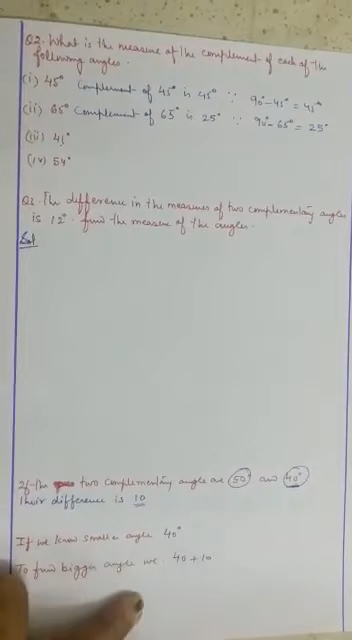 Q2. What is the measure of the complement of each of the
following angles.
(i) 45° Complement of 45° is 45° ∵ 90°-45° = 45°
(ii) 65° Complement of 65° is 25° ∵ 90°-65° = 25°
(iii) 41°
(iv) 54°
Q3. The difference in the measures of two complementary angles
is 12°. find the measure of the angles.
Sol
If the two complementary angle are 50° and 40°
Their difference is 10
If we know smaller angle 40°
To find bigger angle we 40+10